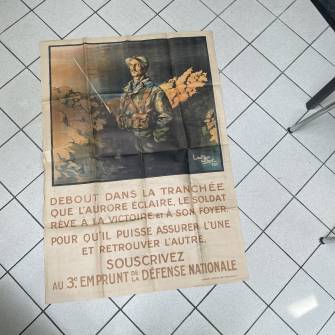 DEBOUT DANS LA TRANCHÉE
QUE L'AURORE ÉCLAIRE, LE SOLDAT
RÊVE A LA VICTOIRE ET À SON FOYER.
POUR QU'IL PUISSE ASSURER L'UNE
ET RETROUVER L'AUTRE.
SOUSCRIVEZ
AU 3E EMPRUNT DE LA DÉFENSE NATIONALE